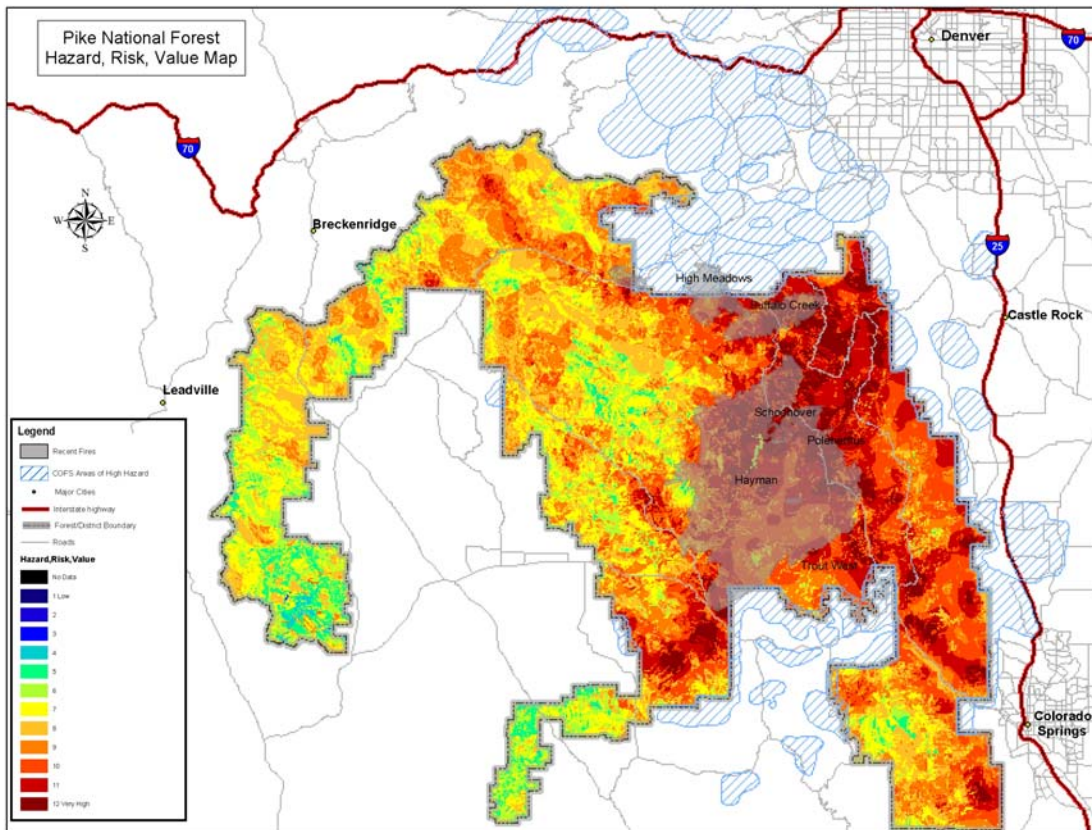 Pike National Forest
Hazard, Risk, Value Map
70
Denver
70
N
W E
S
Breckenridge
25
High Meadows
Buffalo Creek
Castle Rock
Leadville
Schoonover
Polhemus
Hayman
Trout West
Colorado
Springs
Legend
Recent Fires
COFS Areas of High Hazard
Major Cities
Interstate highway
Forest/District Boundary
Roads
Hazard,Risk,Value
No Data
1 Low
2
3
4
5
6
7
8
9
10
11
12 Very High